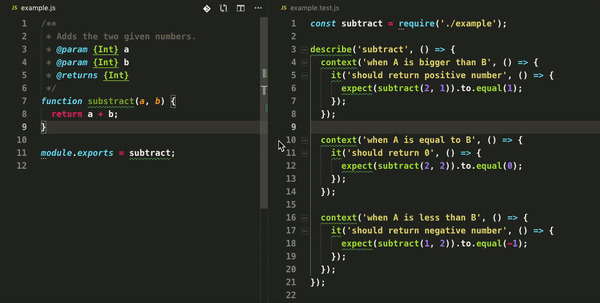 JS example.js
1 /**
2 * Adds the two given numbers.
3 * @param {Int} a
4 * @param {Int} b
5 * @returns {Int}
6 */
7 function substract(a, b) {
8 return a + b;
9 }
10
11 module.exports = subtract;
12
JS example.test.js
1 const subtract = require('./example');
2
3 describe('subtract', () => {
4 context('when A is bigger than B', () => {
5 it('should return positive number', () => {
6 expect(subtract(2, 1)).to.equal(1);
7 });
8 });
9
10 context('when A is equal to B', () => {
11 it('should return 0', () => {
12 expect(subtract(2, 2)).to.equal(0);
13 });
14 });
15
16 context('when A is less than B', () => {
17 it('should return negative number', () => {
18 expect(subtract(1, 2)).to.equal(-1);
19 });
20 });
21 });
22